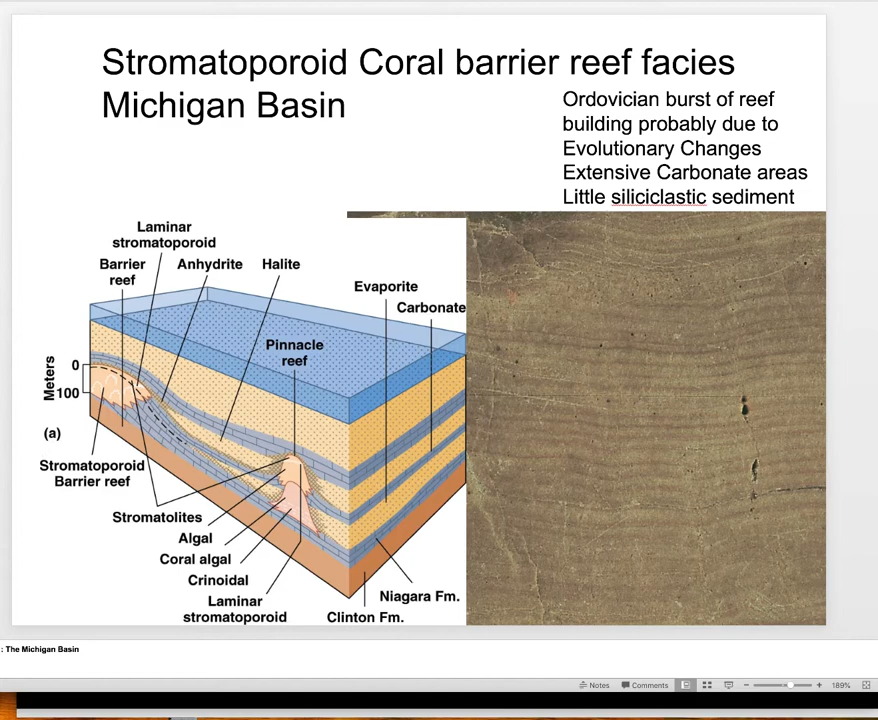 Stromatoporoid Coral barrier reef facies
Michigan Basin
Ordovician burst of reef
building probably due to
Evolutionary Changes
Extensive Carbonate areas
Little siliciclastic sediment
Laminar
stromatoporoid
Barrier
reef
Anhydrite
Halite
Evaporite
Carbonate
Pinnacle
reef
Meters
0
100
(a)
Stromatoporoid
Barrier reef
Stromatolites
Algal
Coral algal
Crinoidal
Laminar
stromatoporoid
Niagara Fm.
Clinton Fm.
: The Michigan Basin
Notes
Comments
189%